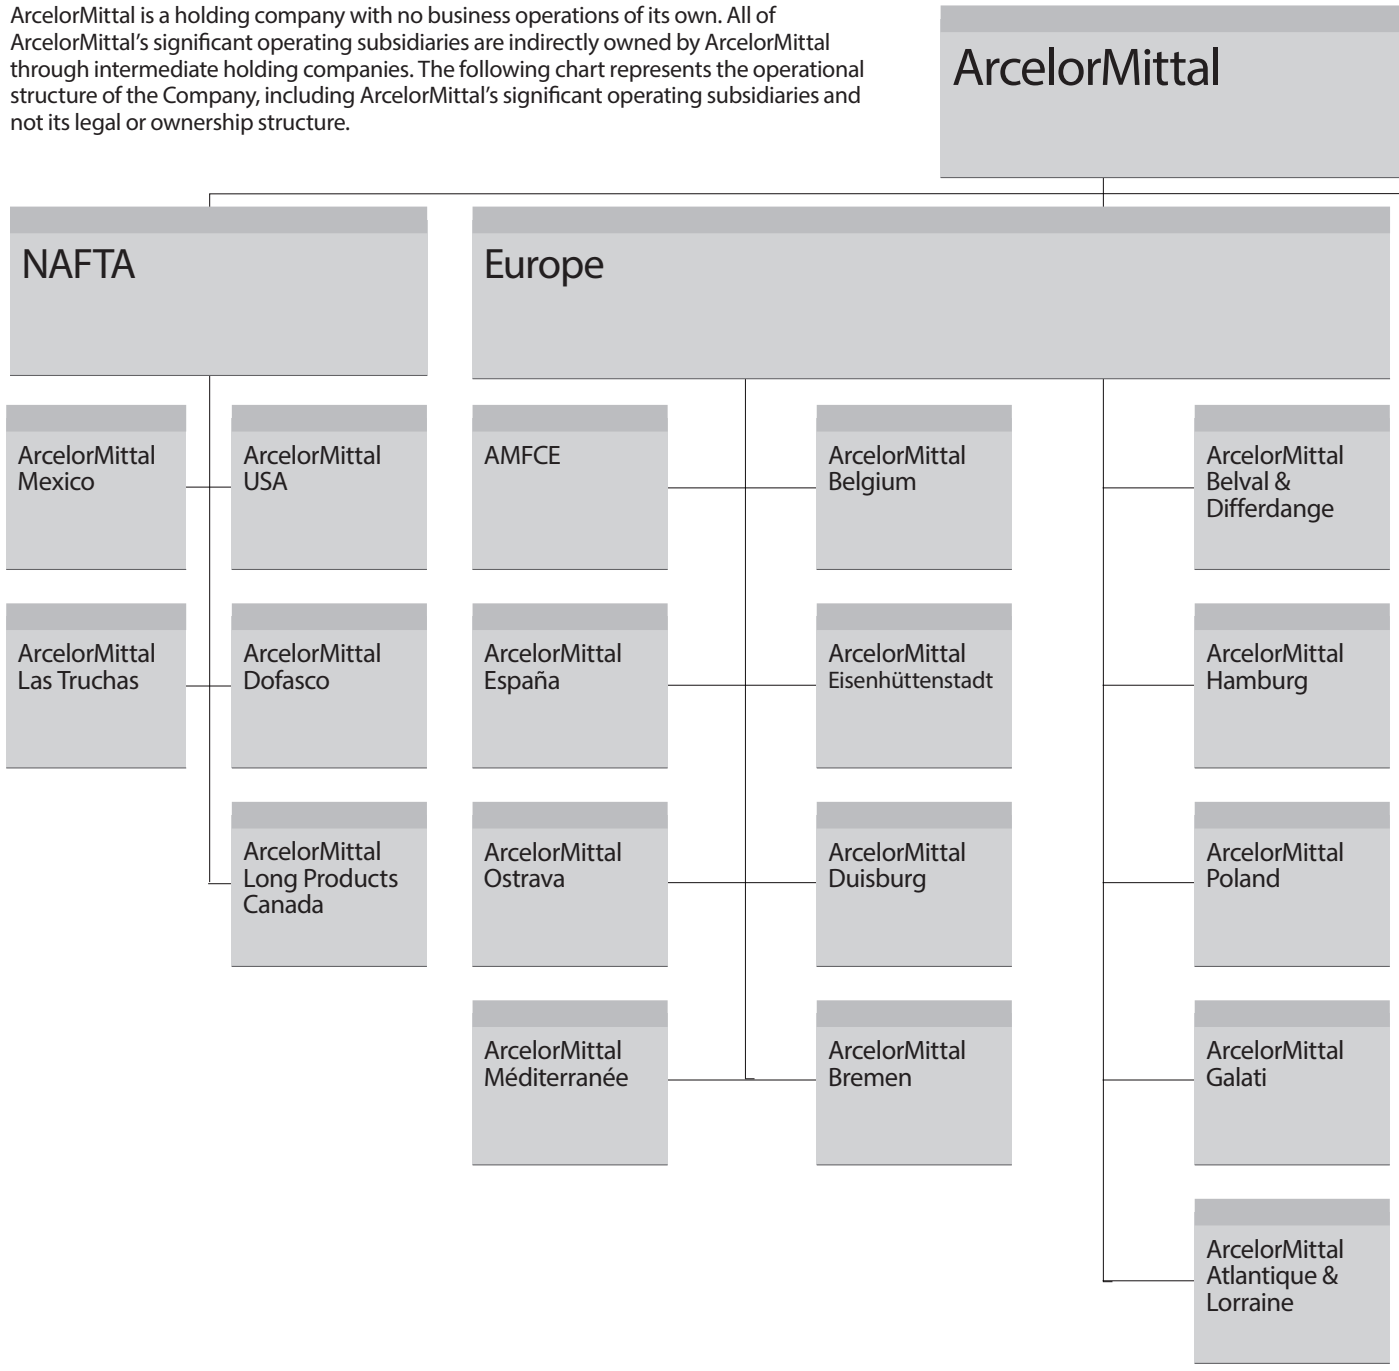 ArcelorMittal is a holding company with no business operations of its own. All of
ArcelorMittal’s significant operating subsidiaries are indirectly owned by ArcelorMittal
through intermediate holding companies. The following chart represents the operational
structure of the Company, including ArcelorMittal’s significant operating subsidiaries and
not its legal or ownership structure.
ArcelorMittal
NAFTA
Europe
ArcelorMittal
Mexico
ArcelorMittal
USA
AMFCE
ArcelorMittal
Belgium
ArcelorMittal
Belval &
Differdange
ArcelorMittal
Las Truchas
ArcelorMittal
Dofasco
ArcelorMittal
España
ArcelorMittal
Eisenhüttenstadt
ArcelorMittal
Hamburg
ArcelorMittal
Long Products
Canada
ArcelorMittal
Ostrava
ArcelorMittal
Duisburg
ArcelorMittal
Poland
ArcelorMittal
Méditerranée
ArcelorMittal
Bremen
ArcelorMittal
Galati
ArcelorMittal
Atlantique &
Lorraine